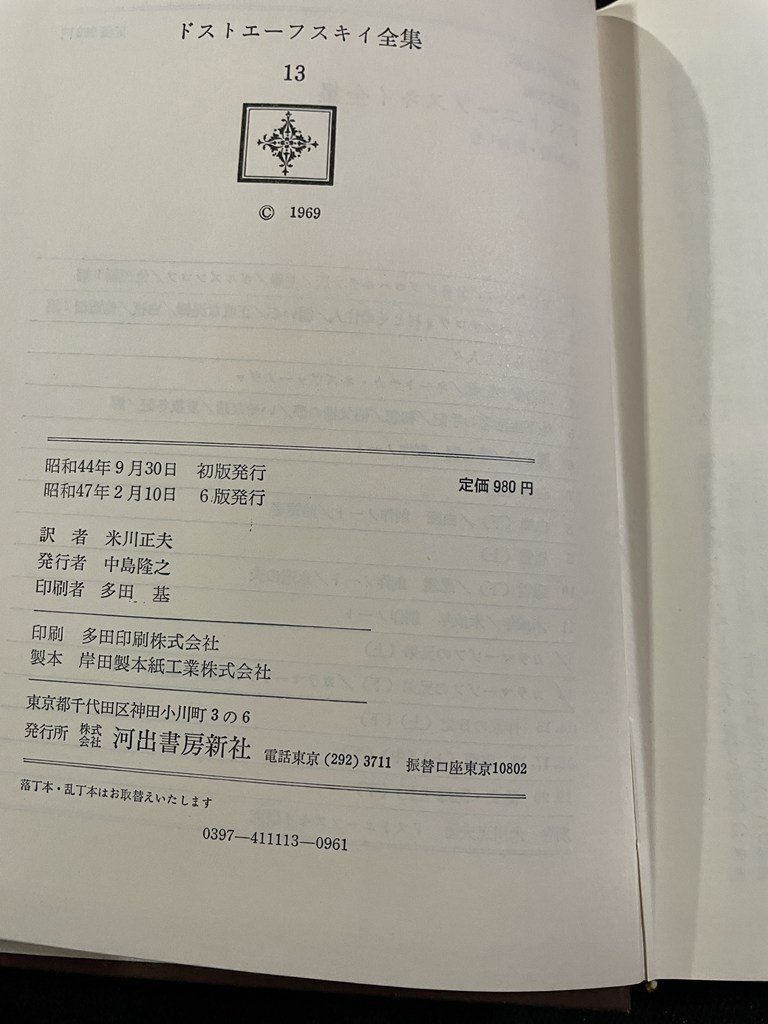 ドストエーフスキイ全集
13
© 1969
昭和44年9月30日 初版発行
昭和47年2月10日 6版発行
定価 980 円
訳 者 米川正夫
発行者 中島隆之
印刷者 多田 基
印刷 多田印刷株式会社
製本 岸田製本紙工業株式会社
東京都千代田区神田小川町3の6
発行所 株式会社 河出書房新社 電話東京(292)3711 振替口座東京10802
落丁本・乱丁本はお取替えいたします
0397—411113—0961